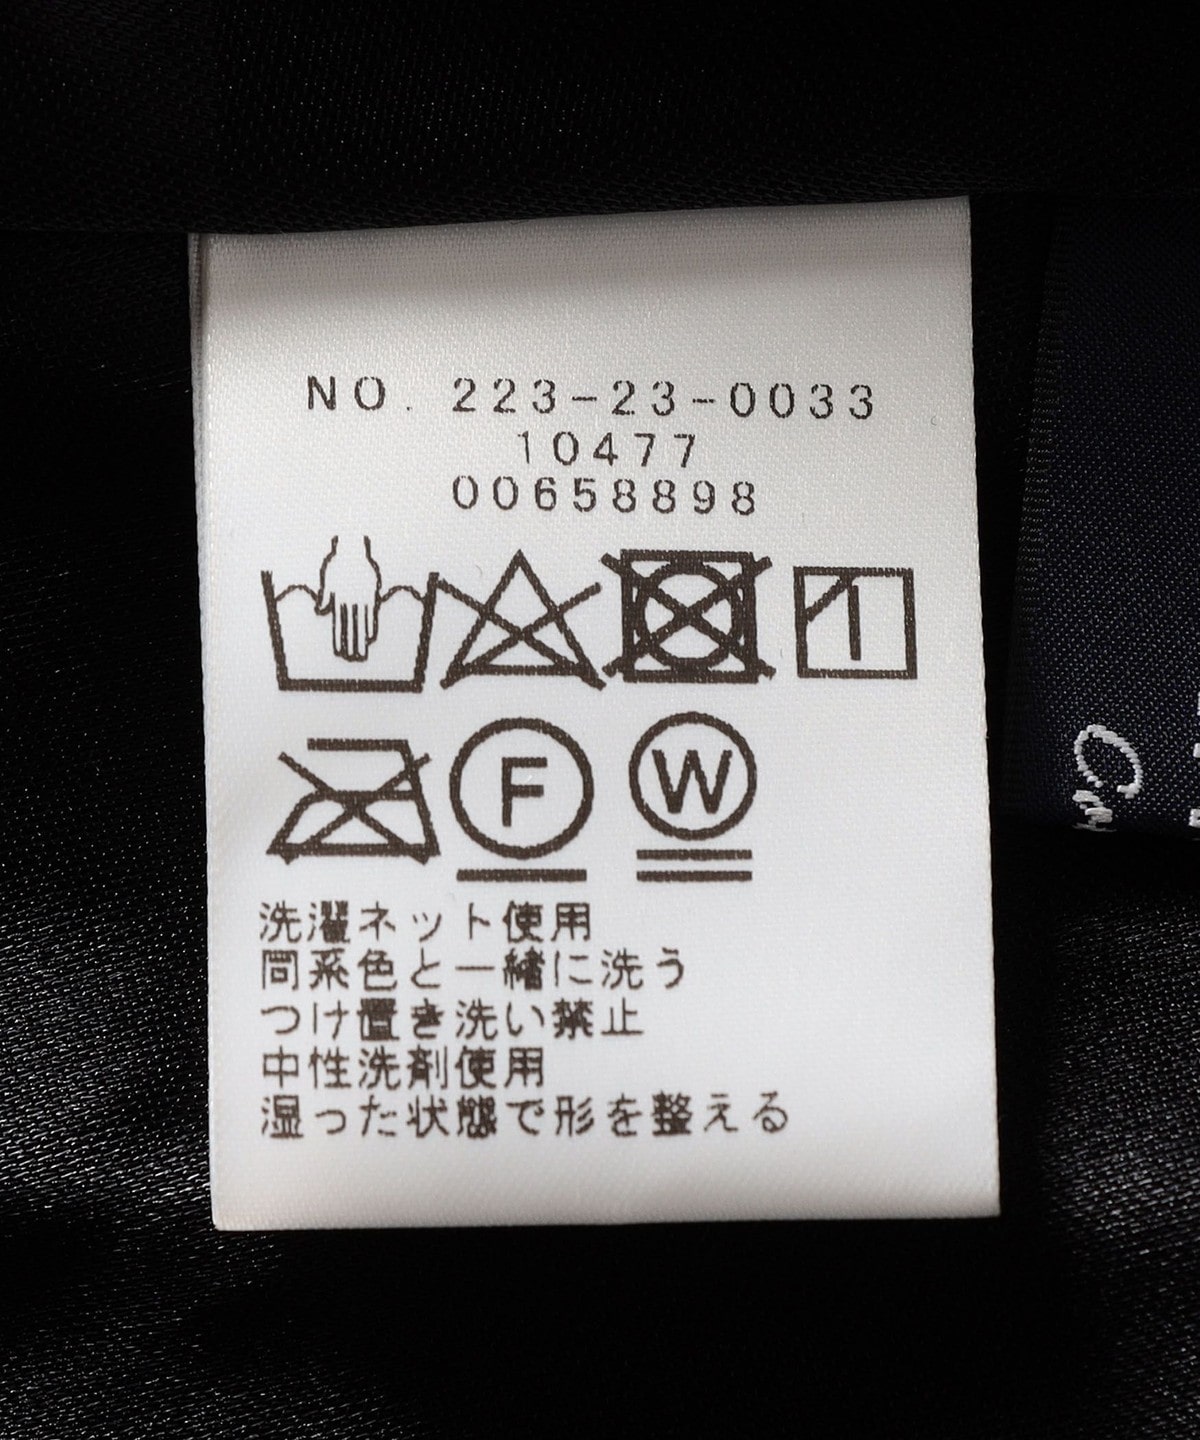 NO. 223-23-0033
10477
00658898
F
W
洗濯ネット使用
同系色と一緒に洗う
つけ置き洗い禁止
中性洗剤使用
湿った状態で形を整える